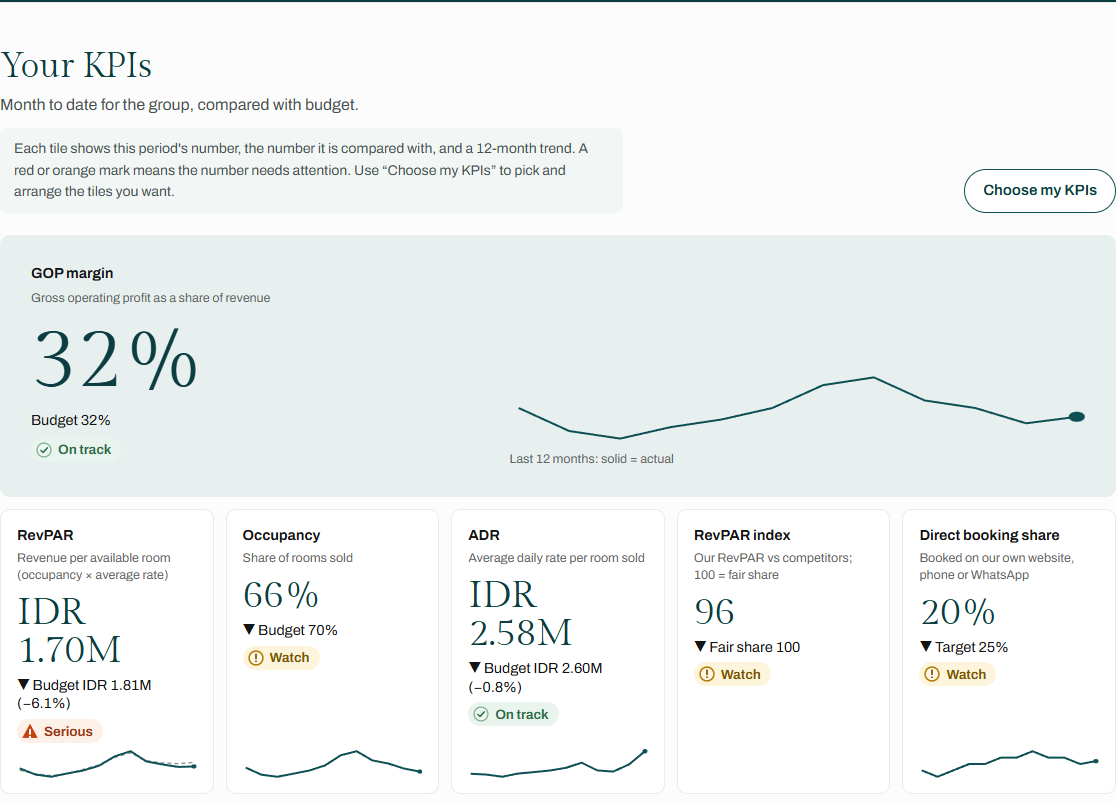 Your KPIs
Month to date for the group, compared with budget.
Each tile shows this period's number, the number it is compared with, and a 12-month trend. A
red or orange mark means the number needs attention. Use “Choose my KPIs” to pick and
arrange the tiles you want.
Choose my KPIs
GOP margin
Gross operating profit as a share of revenue
32%
Budget 32%
On track
Last 12 months: solid = actual
RevPAR
Revenue per available room
(occupancy × average rate)
IDR
1.70M
▼ Budget IDR 1.81M
(−6.1%)
Serious
Occupancy
Share of rooms sold
66%
▼ Budget 70%
Watch
ADR
Average daily rate per room sold
IDR
2.58M
▼ Budget IDR 2.60M
(−0.8%)
On track
RevPAR index
Our RevPAR vs competitors;
100 = fair share
96
▼ Fair share 100
Watch
Direct booking share
Booked on our own website,
phone or WhatsApp
20%
▼ Target 25%
Watch